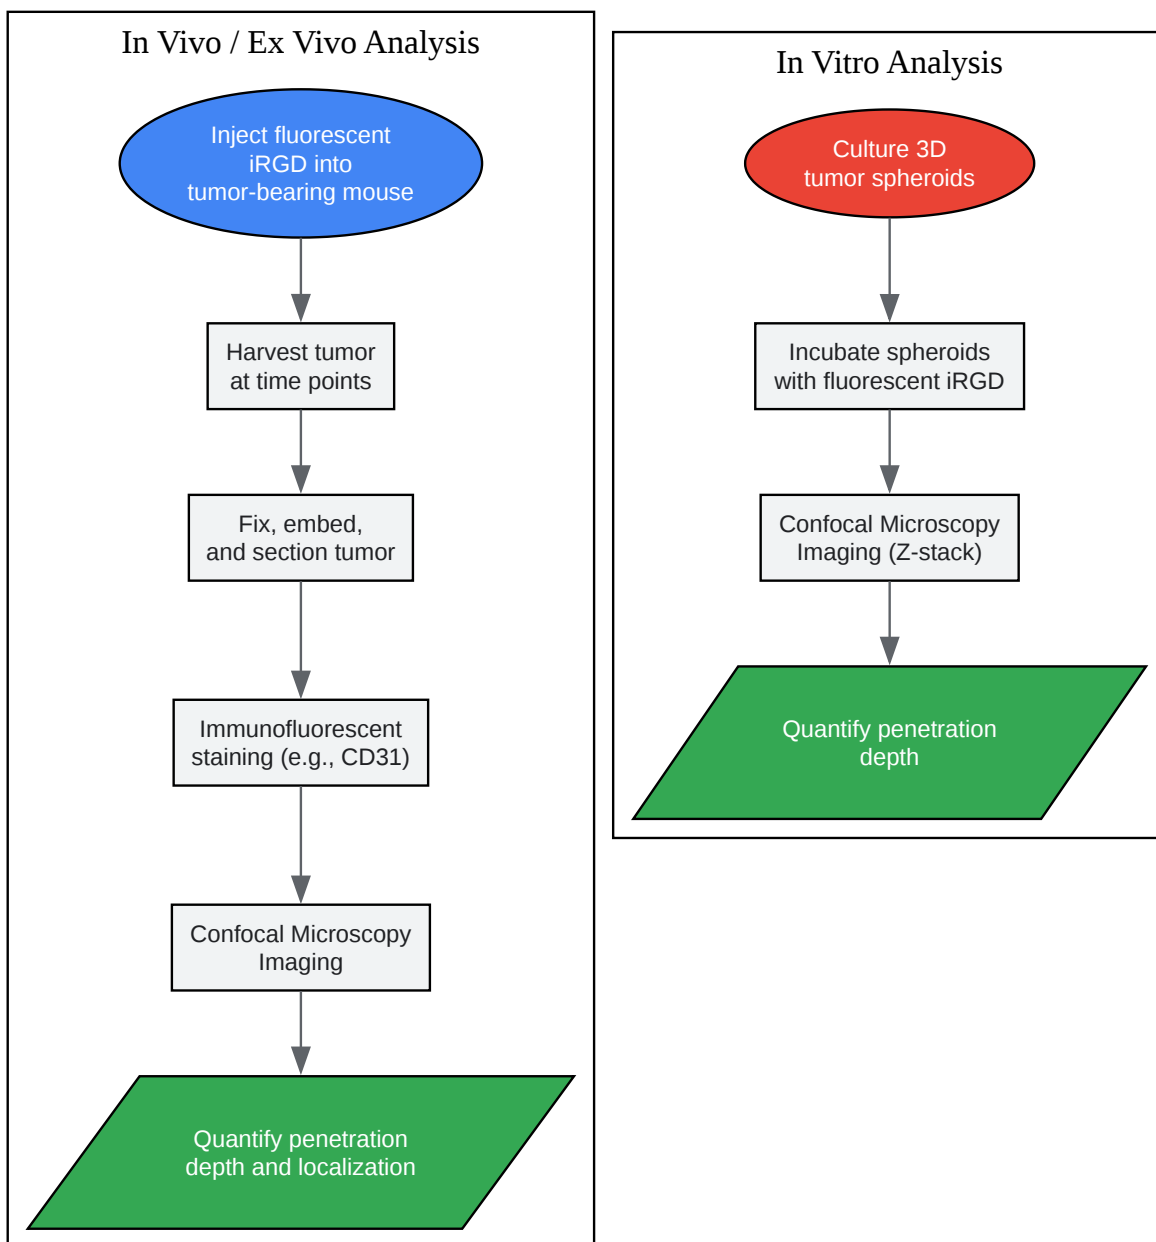 In Vivo / Ex Vivo Analysis
Inject fluorescent
iRGD into
tumor-bearing mouse
Harvest tumor
at time points
Fix, embed,
and section tumor
Immunofluorescent
staining (e.g., CD31)
Confocal Microscopy
Imaging
Quantify penetration
depth and localization
In Vitro Analysis
Culture 3D
tumor spheroids
Incubate spheroids
with fluorescent iRGD
Confocal Microscopy
Imaging (Z-stack)
Quantify penetration
depth